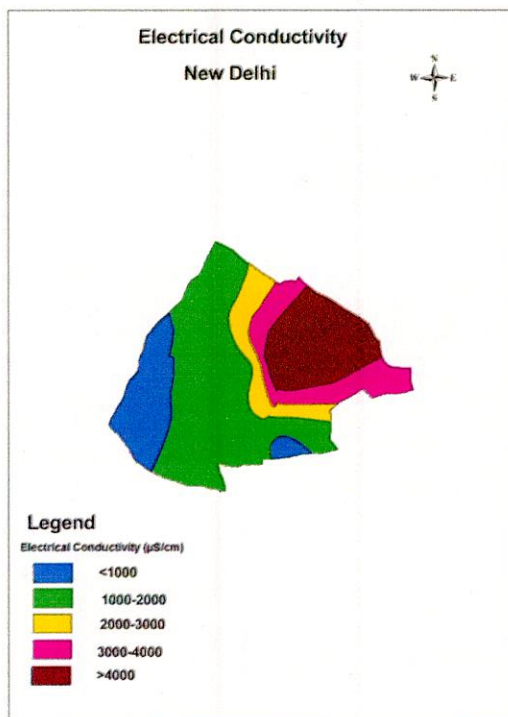 Electrical Conductivity
New Delhi
N
W E
S
Legend
Electrical Conductivity (µS/cm)
<1000
1000-2000
2000-3000
3000-4000
>4000